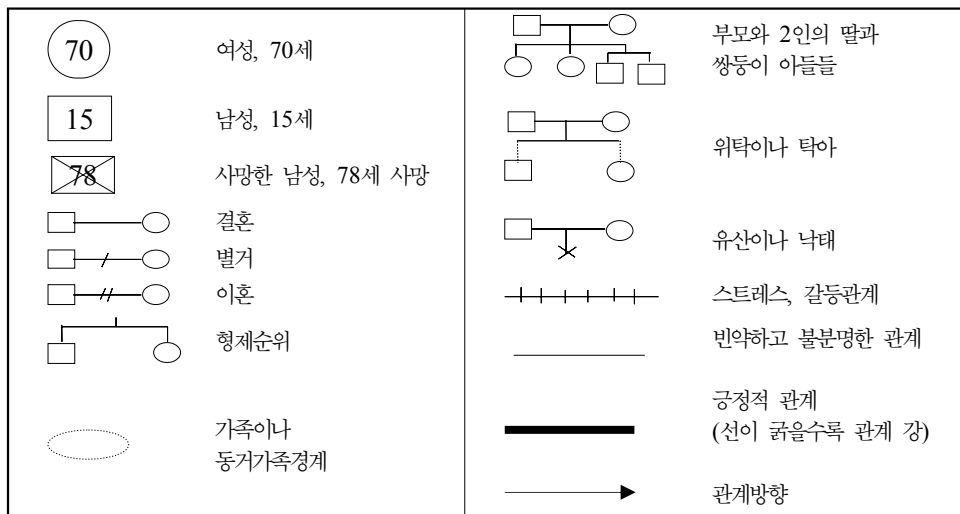 70
여성, 70세
15
남성, 15세
78
사망한 남성, 78세 사망
결혼
별거
이혼
형제순위
가족이나
동거가족경계
부모와 2인의 딸과
쌍둥이 아들들
위탁이나 탁아
유산이나 낙태
스트레스, 갈등관계
빈약하고 불분명한 관계
긍정적 관계
(선이 굵을수록 관계 강)
관계방향